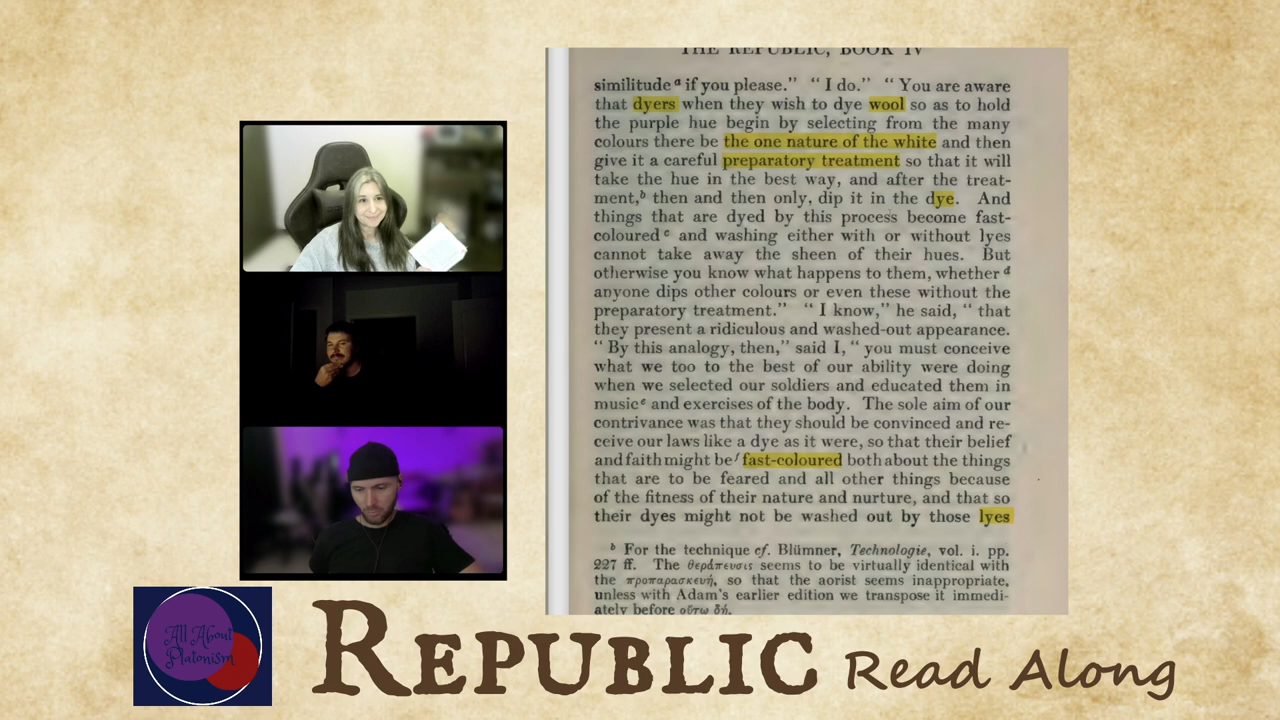 THE REPUBLIC, BOOK IV
similitude ᵃ if you please.” “ I do.” “ You are aware
that dyers when they wish to dye wool so as to hold
the purple hue begin by selecting from the many
colours there be the one nature of the white and then
give it a careful preparatory treatment so that it will
take the hue in the best way, and after the treat-
ment,ᵇ then and then only, dip it in the dye. And
things that are dyed by this process become fast-
coloured ᶜ and washing either with or without lyes
cannot take away the sheen of their hues. But
otherwise you know what happens to them, whether ᵈ
anyone dips other colours or even these without the
preparatory treatment.” “ I know,” he said, “ that
they present a ridiculous and washed-out appearance.
“ By this analogy, then,” said I, “ you must conceive
what we too to the best of our ability were doing
when we selected our soldiers and educated them in
music ᵉ and exercises of the body. The sole aim of our
contrivance was that they should be convinced and re-
ceive our laws like a dye as it were, so that their belief
and faith might be ᶠ fast-coloured both about the things
that are to be feared and all other things because
of the fitness of their nature and nurture, and that so
their dyes might not be washed out by those lyes
ᵇ For the technique cf. Blümner, Technologie, vol. i. pp.
227 ff. The θεράπευσις seems to be virtually identical with
the προπαρασκευή, so that the aorist seems inappropriate,
unless with Adam's earlier edition we transpose it immedi-
ately before οὕτω δή.
All About
Platonism
REPUBLIC Read Along